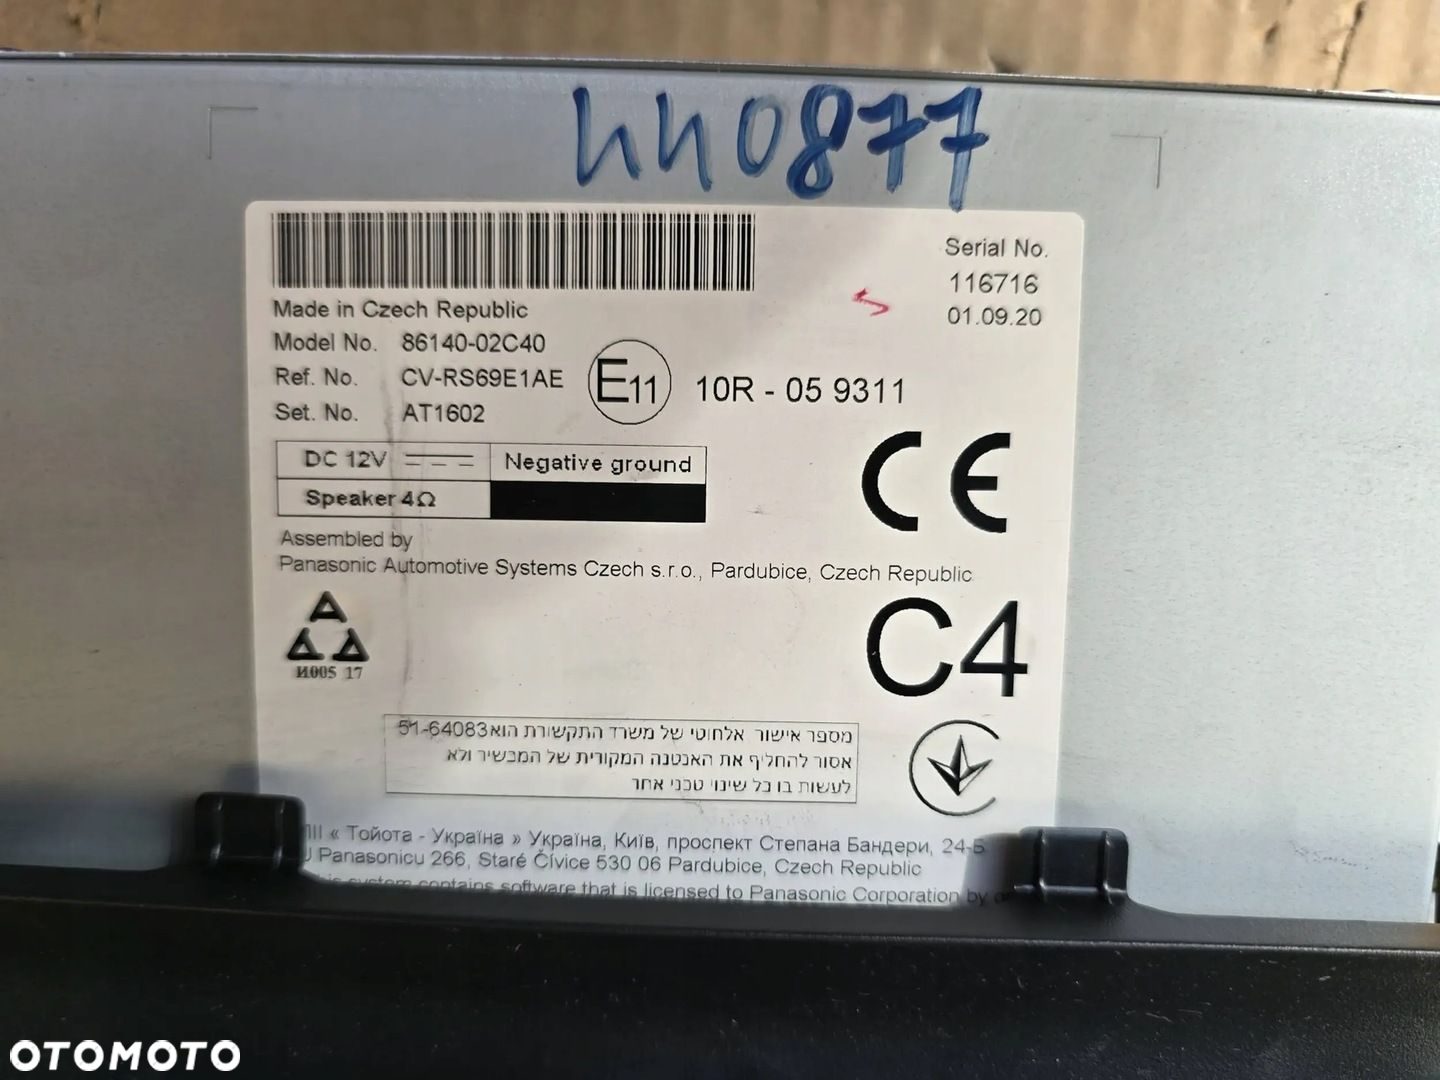 440877
Serial No.
116716
01.09.20
Made in Czech Republic
Model No. 86140-02C40
Ref. No. CV-RS69E1AE
Set. No. AT1602
E11
10R - 05 9311
DC 12V
Negative ground
Speaker 4Ω
CE
Assembled by
Panasonic Automotive Systems Czech s.r.o., Pardubice, Czech Republic
И005 17
C4
מספר אישור אלחוטי של משרד התקשורת הוא 51-64083
אסור להחליף את האנטנה המקורית של המכשיר ולא
לעשות בו כל שינוי טכני אחר
« Тойота - Україна » Україна, Київ, проспект Степана Бандери, 24-Б
U Panasonicu 266, Staré Čívice 530 06 Pardubice, Czech Republic
system contains software that is licensed to Panasonic Corporation by
OTOMOTO